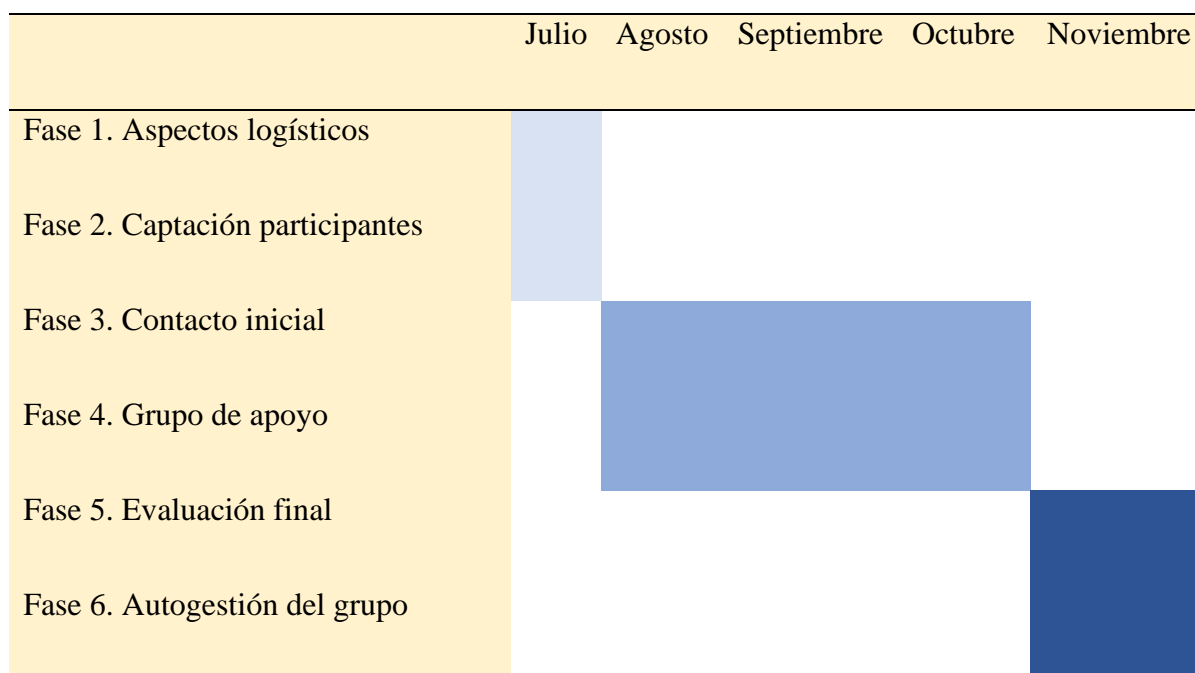 Julio Agosto Septiembre Octubre Noviembre
Fase 1. Aspectos logísticos
Fase 2. Captación participantes
Fase 3. Contacto inicial
Fase 4. Grupo de apoyo
Fase 5. Evaluación final
Fase 6. Autogestión del grupo